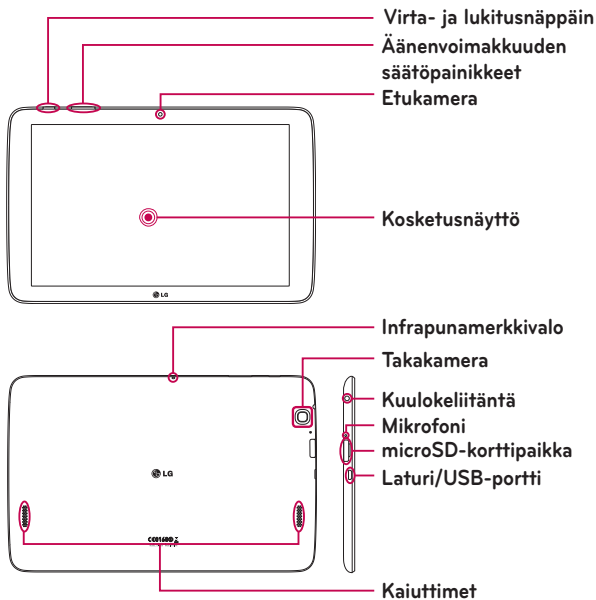 Virta- ja lukitusnäppäin
Äänenvoimakkuuden
säätöpainikkeet
Etukamera
Kosketusnäyttö
LG
Infrapunamerkkivalo
Takakamera
Kuulokeliitäntä
Mikrofoni
microSD-korttipaikka
Laturi/USB-portti
LG
Kaiuttimet